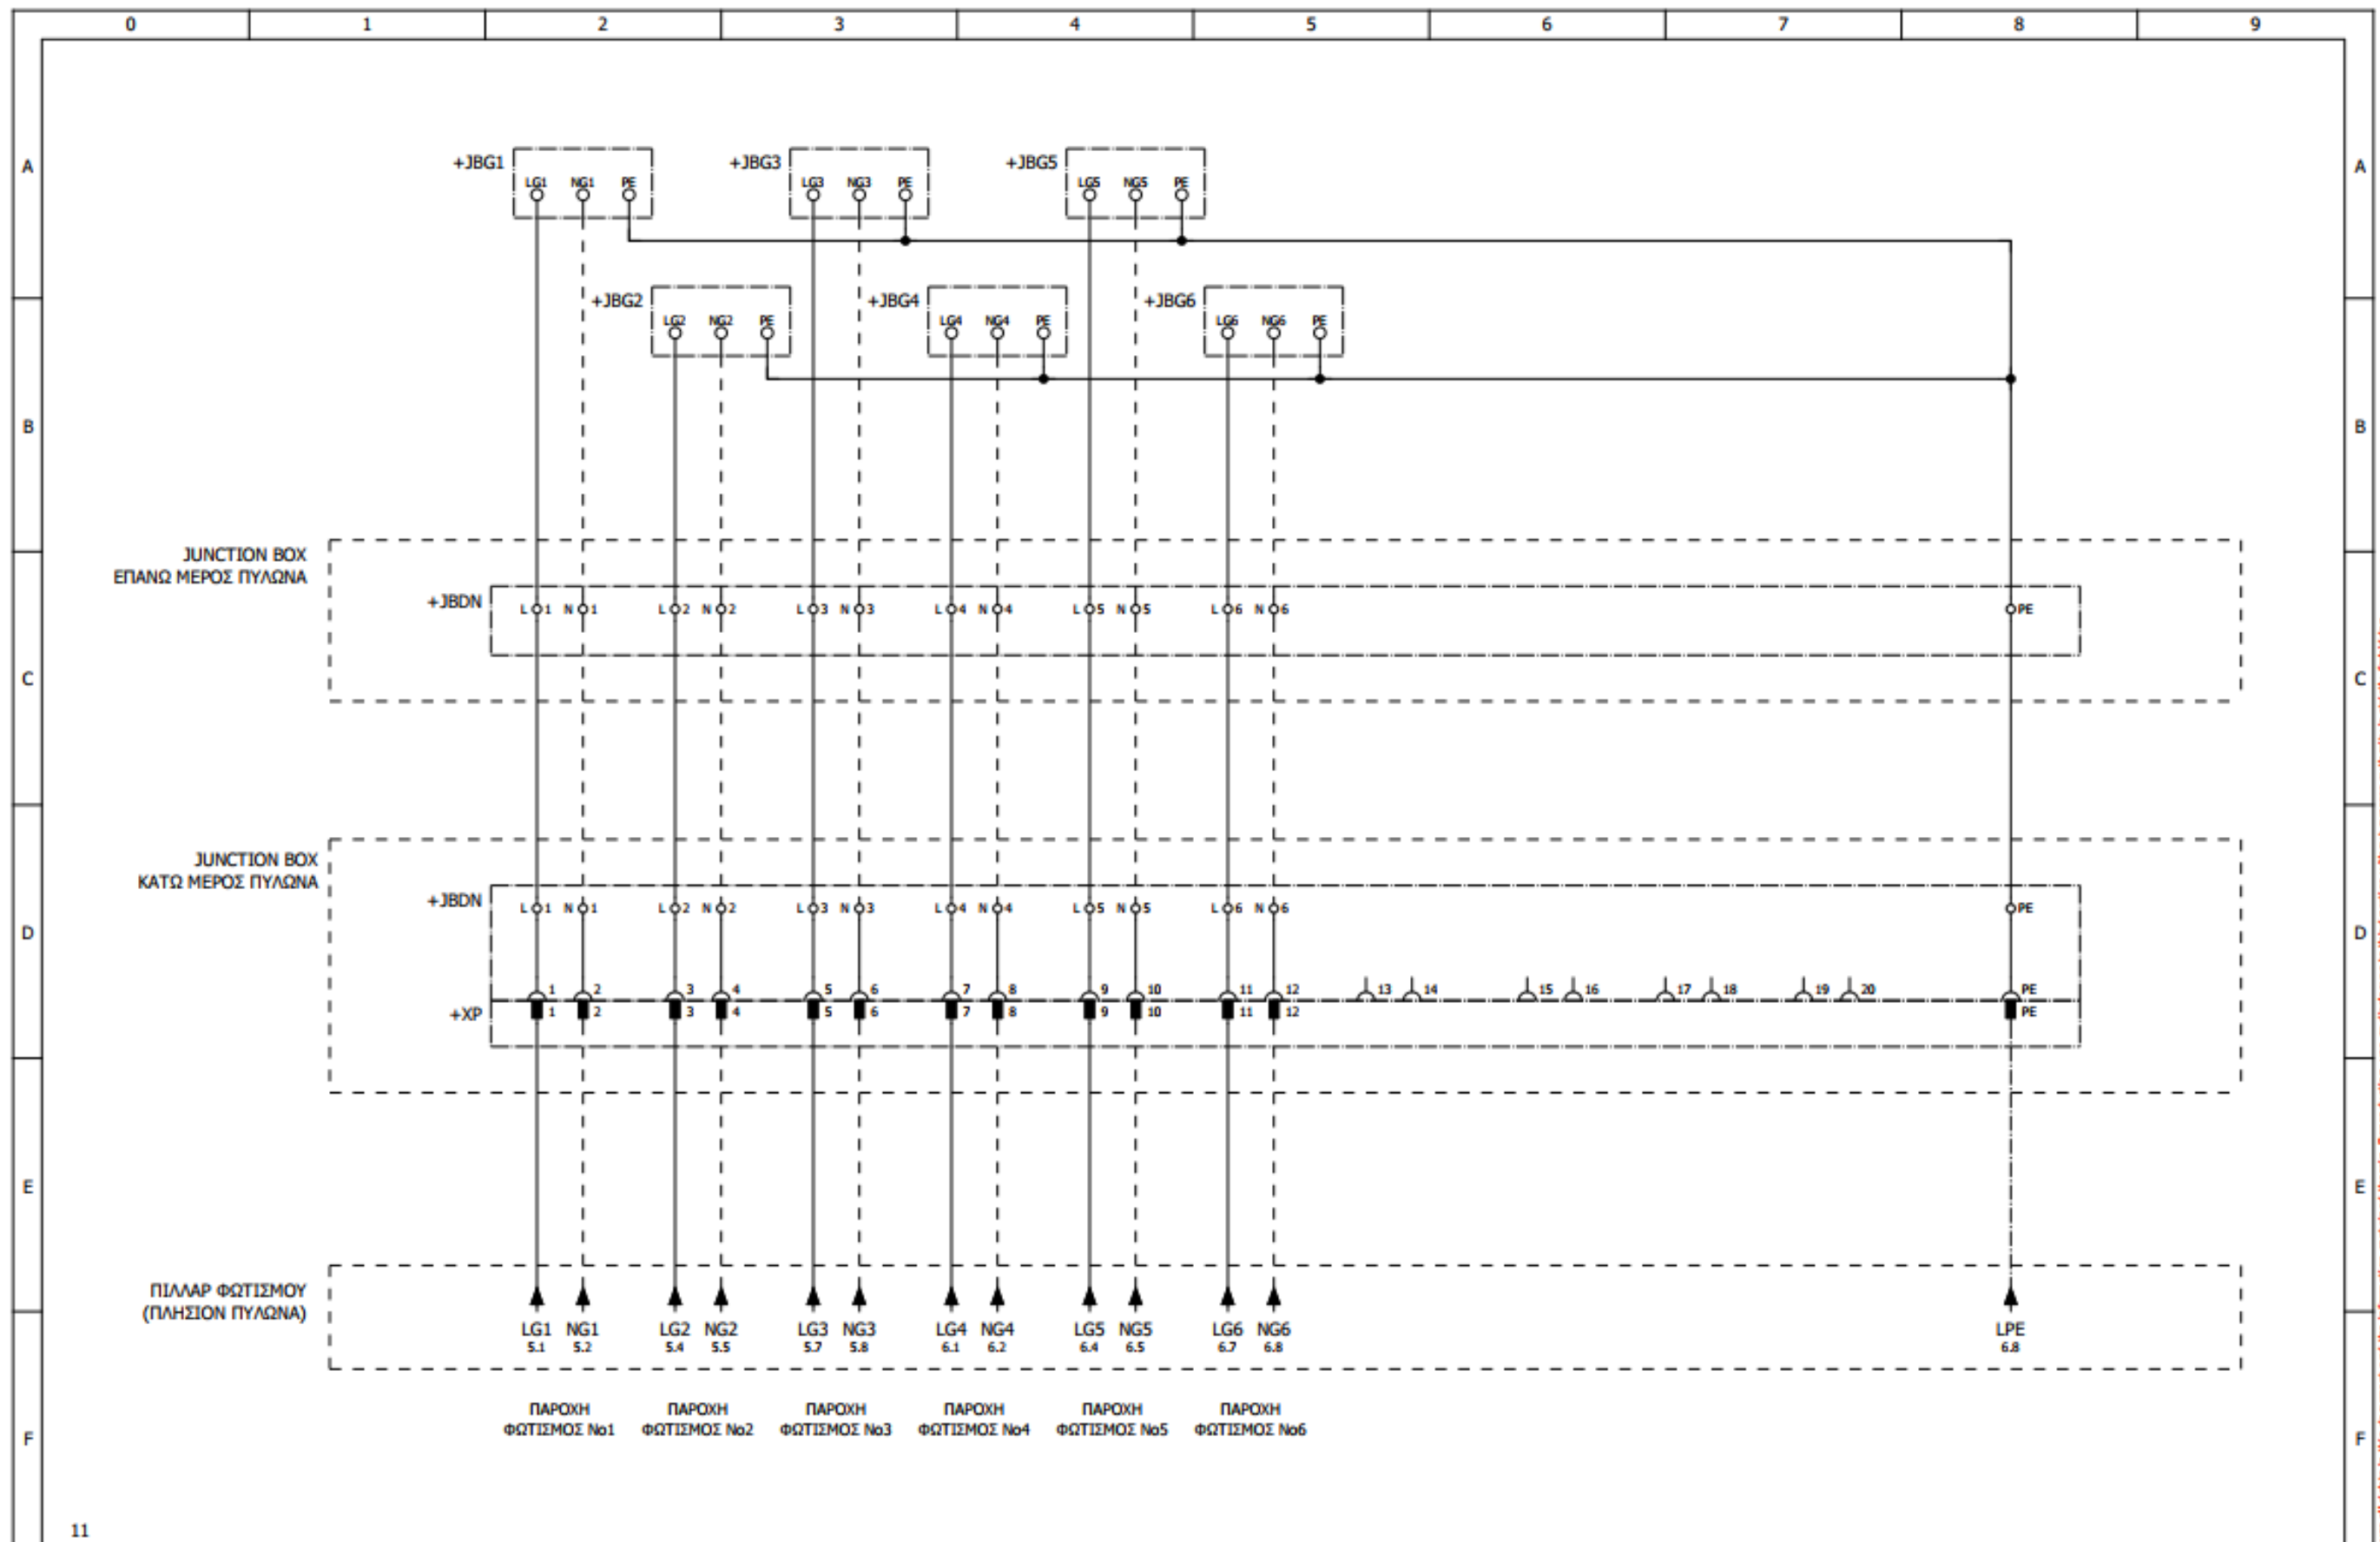 0 1 2 3 4 5 6 7 8 9
A A
+JBG1 LG1 NG1 PE +JBG3 LG3 NG3 PE +JBG5 LG5 NG5 PE
+JBG2 LG2 NG2 PE +JBG4 LG4 NG4 PE +JBG6 LG6 NG6 PE
B B
JUNCTION BOX
ΕΠΑΝΩ ΜΕΡΟΣ ΠΥΛΩΝΑ
+JBDN L 1 N 1 L 2 N 2 L 3 N 3 L 4 N 4 L 5 N 5 L 6 N 6 PE
C C
JUNCTION BOX
ΚΑΤΩ ΜΕΡΟΣ ΠΥΛΩΝΑ
+JBDN L 1 N 1 L 2 N 2 L 3 N 3 L 4 N 4 L 5 N 5 L 6 N 6 PE
D D
1 2 3 4 5 6 7 8 9 10 11 12 13 14 15 16 17 18 19 20 PE
+XP 1 2 3 4 5 6 7 8 9 10 11 12 PE
E E
ΠΙΛΛΑΡ ΦΩΤΙΣΜΟΥ
(ΠΛΗΣΙΟΝ ΠΥΛΩΝΑ)
LG1 NG1 LG2 NG2 LG3 NG3 LG4 NG4 LG5 NG5 LG6 NG6 LPE
5.1 5.2 5.4 5.5 5.7 5.8 6.1 6.2 6.4 6.5 6.7 6.8 6.8
ΠΑΡΟΧΗ ΠΑΡΟΧΗ ΠΑΡΟΧΗ ΠΑΡΟΧΗ ΠΑΡΟΧΗ ΠΑΡΟΧΗ
ΦΩΤΙΣΜΟΣ Νο1 ΦΩΤΙΣΜΟΣ Νο2 ΦΩΤΙΣΜΟΣ Νο3 ΦΩΤΙΣΜΟΣ Νο4 ΦΩΤΙΣΜΟΣ Νο5 ΦΩΤΙΣΜΟΣ Νο6
F F
11